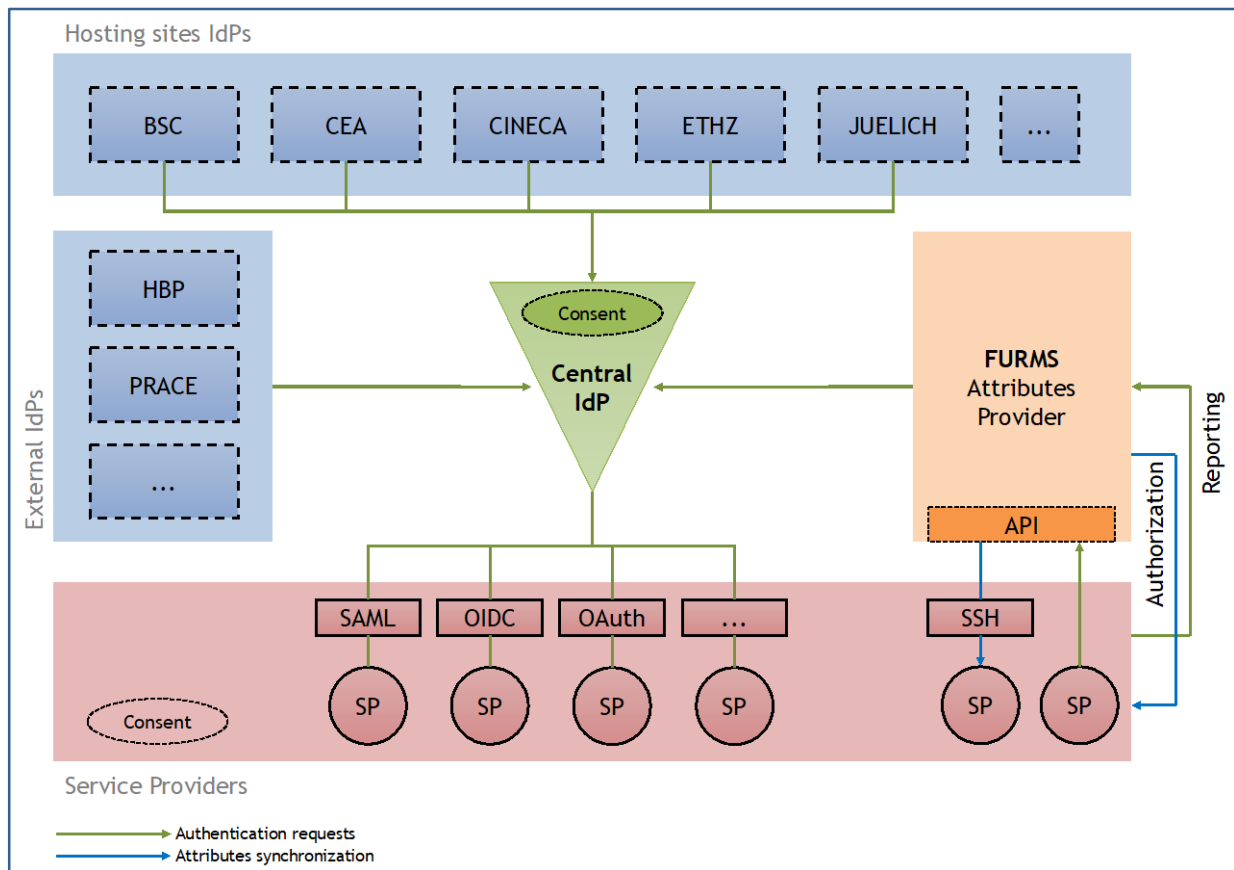 Hosting sites IdPs
BSC
CEA
CINECA
ETHZ
JUELICH
...
External IdPs
HBP
PRACE
...
Consent
Central
IdP
FURMS
Attributes
Provider
API
Authorization
Reporting
SAML
OIDC
OAuth
...
SSH
SP
SP
SP
SP
SP
SP
Consent
Service Providers
Authentication requests
Attributes synchronization